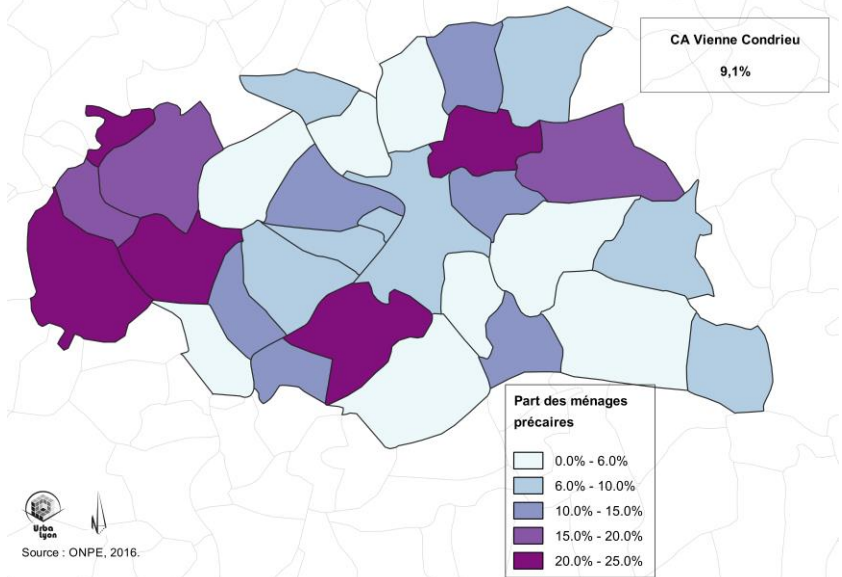 CA Vienne Condrieu
9,1%
Part des ménages
précaires
0.0% - 6.0%
6.0% - 10.0%
10.0% - 15.0%
15.0% - 20.0%
20.0% - 25.0%
Urba
Lyon
N
Source : ONPE, 2016.